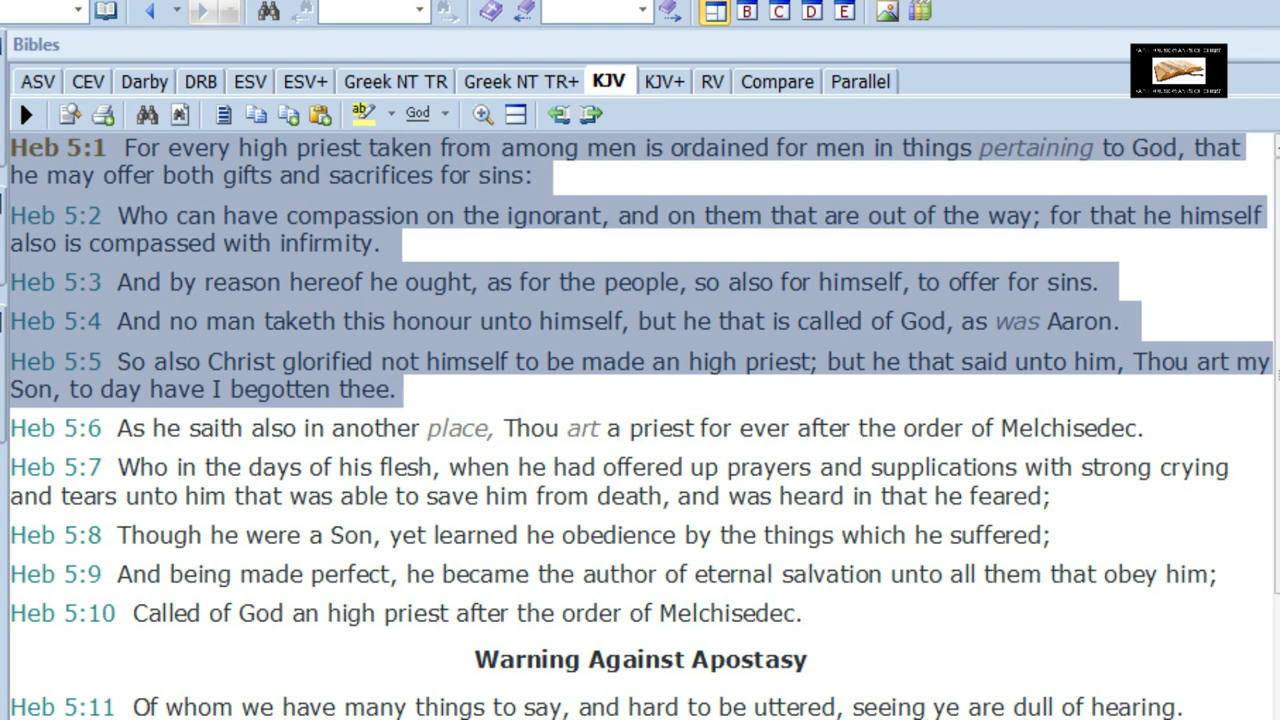 B C D E
Bibles
ASV CEV Darby DRB ESV ESV+ Greek NT TR Greek NT TR+ KJV KJV+ RV Compare Parallel
ab God
Heb 5:1 For every high priest taken from among men is ordained for men in things pertaining to God, that
he may offer both gifts and sacrifices for sins:
Heb 5:2 Who can have compassion on the ignorant, and on them that are out of the way; for that he himself
also is compassed with infirmity.
Heb 5:3 And by reason hereof he ought, as for the people, so also for himself, to offer for sins.
Heb 5:4 And no man taketh this honour unto himself, but he that is called of God, as was Aaron.
Heb 5:5 So also Christ glorified not himself to be made an high priest; but he that said unto him, Thou art my
Son, to day have I begotten thee.
Heb 5:6 As he saith also in another place, Thou art a priest for ever after the order of Melchisedec.
Heb 5:7 Who in the days of his flesh, when he had offered up prayers and supplications with strong crying
and tears unto him that was able to save him from death, and was heard in that he feared;
Heb 5:8 Though he were a Son, yet learned he obedience by the things which he suffered;
Heb 5:9 And being made perfect, he became the author of eternal salvation unto all them that obey him;
Heb 5:10 Called of God an high priest after the order of Melchisedec.
Warning Against Apostasy
Heb 5:11 Of whom we have many things to say, and hard to be uttered, seeing ye are dull of hearing.